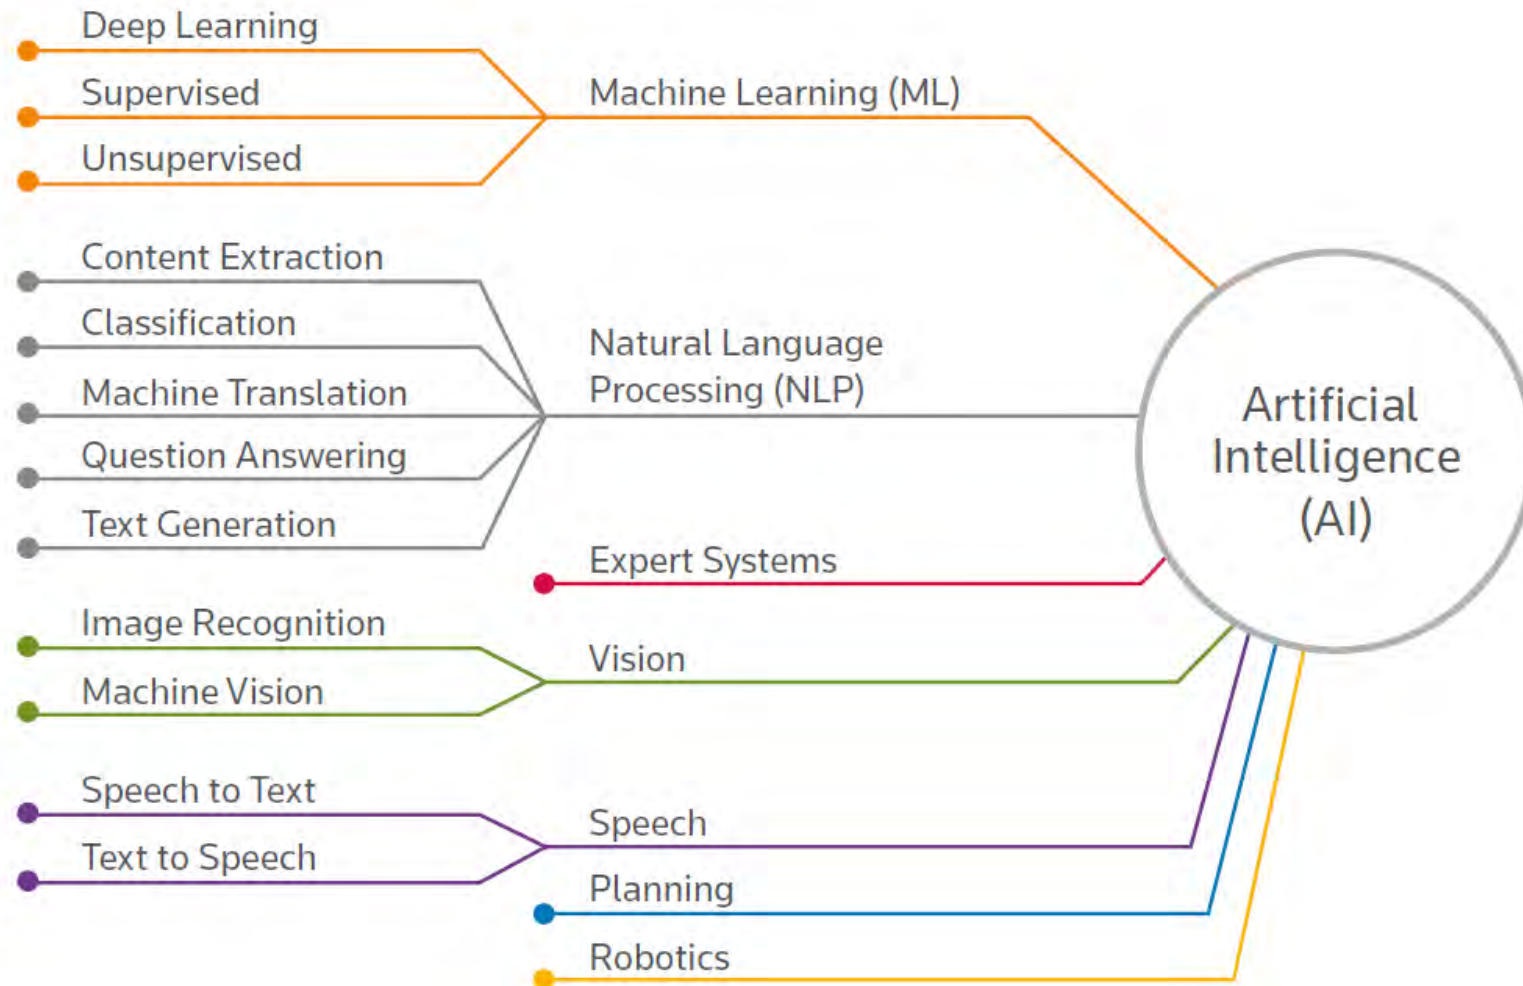 Deep Learning
Supervised
Unsupervised
Machine Learning (ML)
Content Extraction
Classification
Machine Translation
Question Answering
Text Generation
Natural Language
Processing (NLP)
Expert Systems
Image Recognition
Machine Vision
Vision
Speech to Text
Text to Speech
Speech
Planning
Robotics
Artificial
Intelligence
(AI)